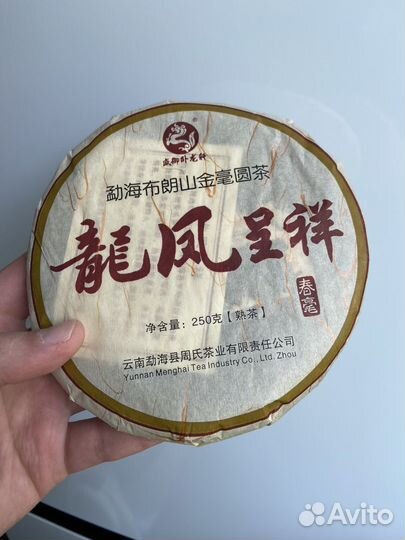 勐海布朗山金毫圆茶
龍凤呈祥
春毫
净含量：250克【熟茶】
云南勐海县周氏茶业有限责任公司
Yunnan Menghai Tea Industry Co., Ltd. Zhou
Avito